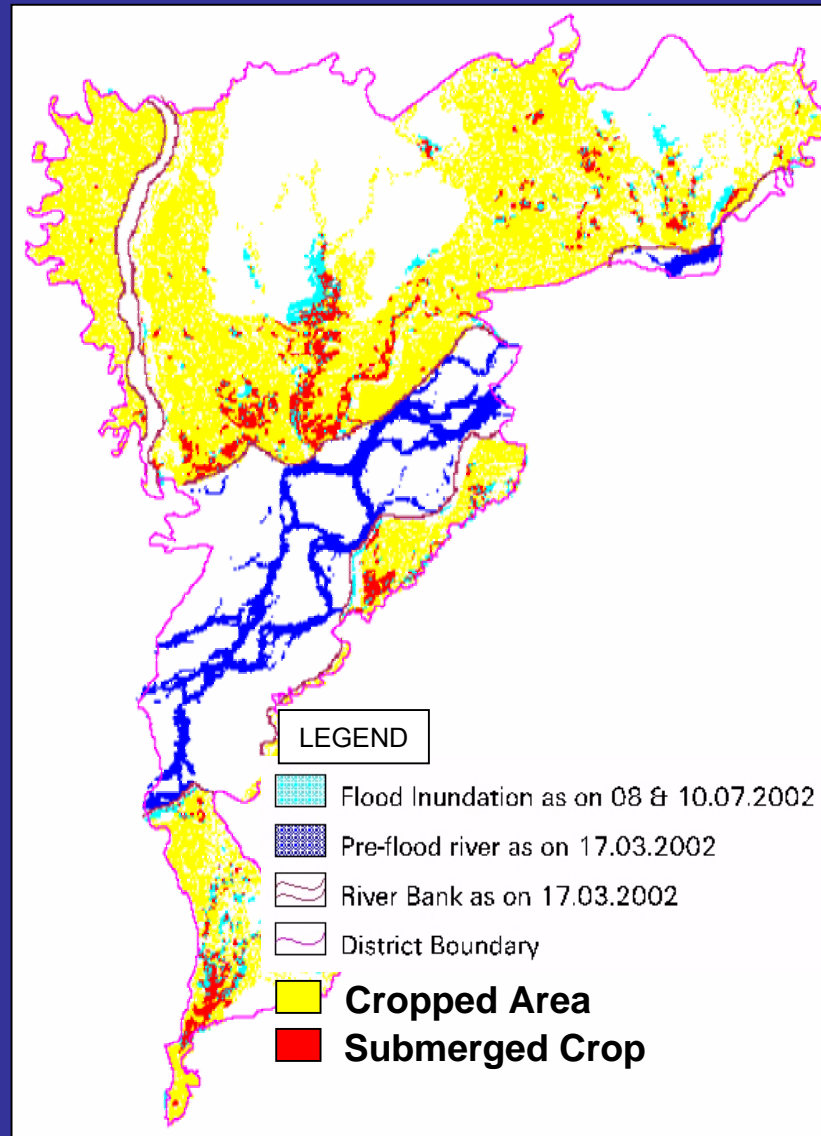 LEGEND
Flood Inundation as on 08 & 10.07.2002
Pre-flood river as on 17.03.2002
River Bank as on 17.03.2002
District Boundary
Cropped Area
Submerged Crop